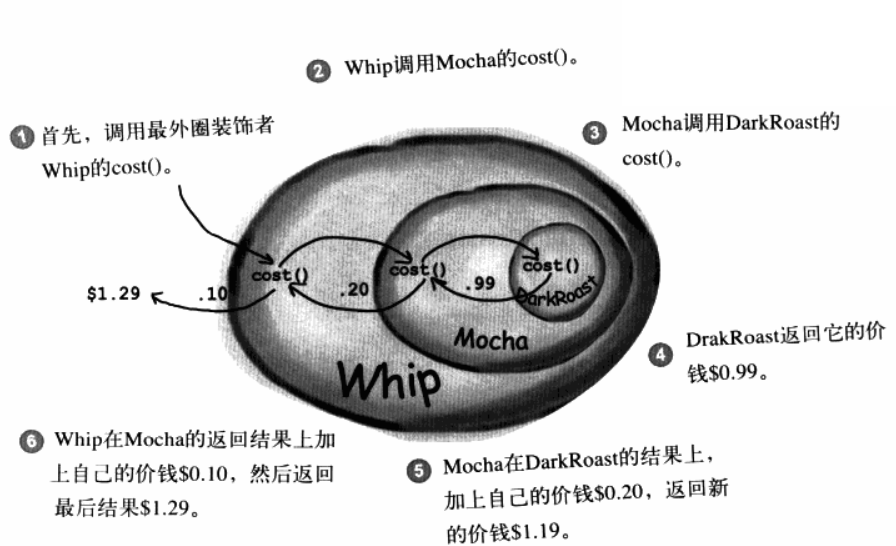 ① 首先，调用最外圈装饰者
Whip的cost()。
② Whip调用Mocha的cost()。
③ Mocha调用DarkRoast的
cost()。
$1.29
.10
cost()
.20
cost()
.99
cost()
DarkRoast
Mocha
Whip
④ DrakRoast返回它的价
钱$0.99。
⑤ Mocha在DarkRoast的结果上，
加上自己的价钱$0.20，返回新
的价钱$1.19。
⑥ Whip在Mocha的返回结果上加
上自己的价钱$0.10，然后返回
最后结果$1.29。